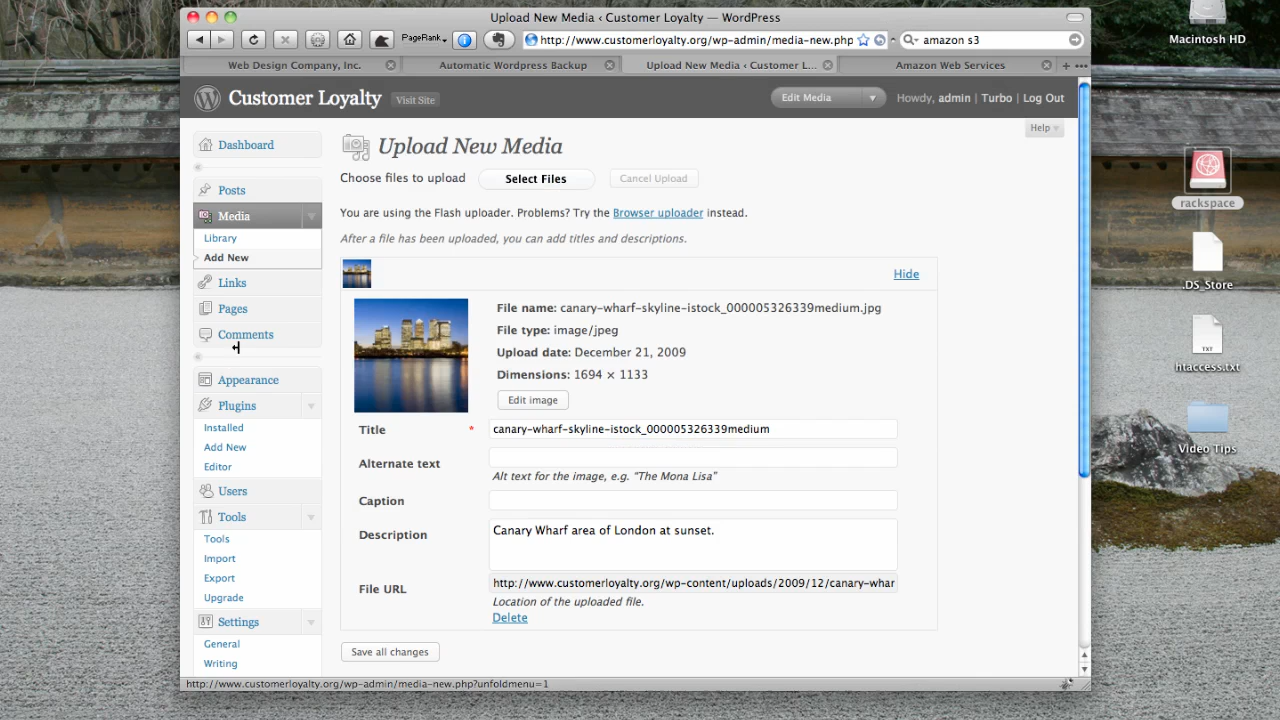 Upload New Media ‹ Customer Loyalty — WordPress
PageRank
http://www.customerloyalty.org/wp-admin/media-new.php
amazon s3
Web Design Company, Inc.
Automatic Wordpress Backup
Upload New Media ‹ Customer L...
Amazon Web Services
Customer Loyalty
Visit Site
Edit Media
Howdy, admin | Turbo | Log Out
Help
Dashboard
Posts
Media
Library
Add New
Links
Pages
Comments
Appearance
Plugins
Installed
Add New
Editor
Users
Tools
Tools
Import
Export
Upgrade
Settings
General
Writing
Upload New Media
Choose files to upload
Select Files
Cancel Upload
You are using the Flash uploader. Problems? Try the Browser uploader instead.
After a file has been uploaded, you can add titles and descriptions.
Hide
File name: canary-wharf-skyline-istock_000005326339medium.jpg
File type: image/jpeg
Upload date: December 21, 2009
Dimensions: 1694 × 1133
Edit image
Title * canary-wharf-skyline-istock_000005326339medium
Alternate text
Alt text for the image, e.g. “The Mona Lisa”
Caption
Description
Canary Wharf area of London at sunset.
File URL
http://www.customerloyalty.org/wp-content/uploads/2009/12/canary-whar
Location of the uploaded file.
Delete
Save all changes
http://www.customerloyalty.org/wp-admin/media-new.php?unfoldmenu=1
Macintosh HD
rackspace
.DS_Store
TXT
htaccess.txt
Video Tips